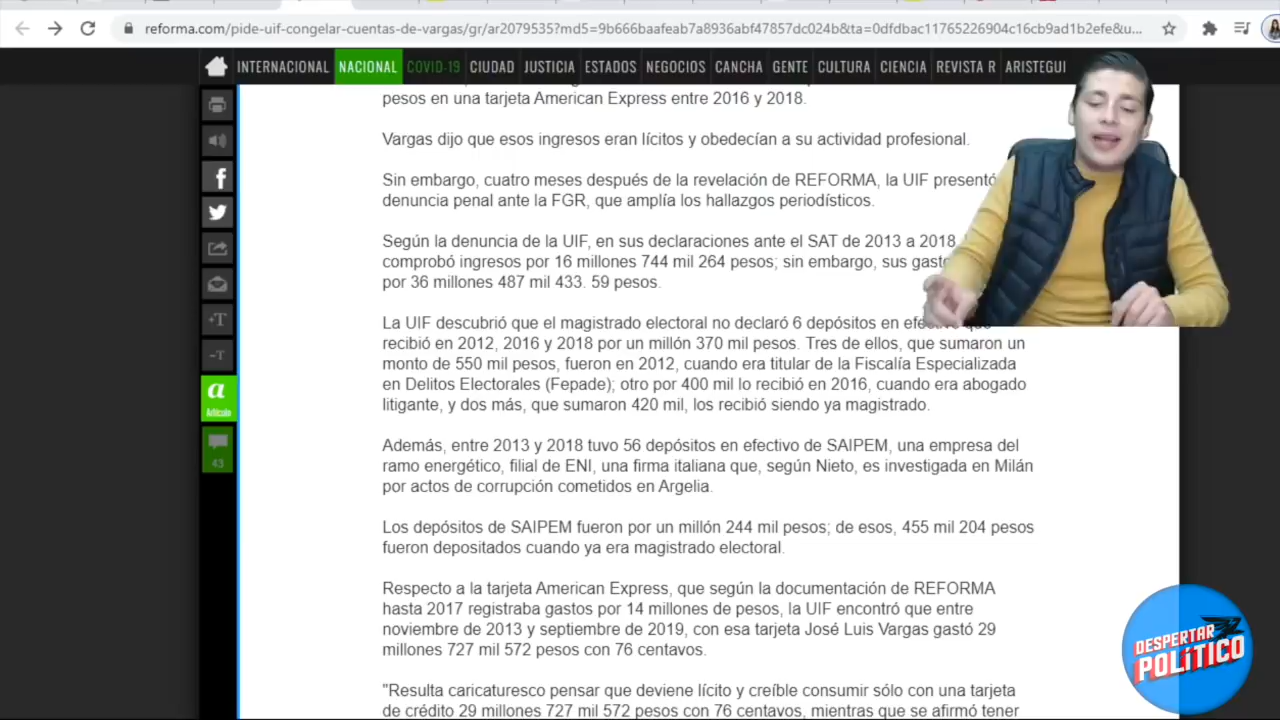 reforma.com/pide-uif-congelar-cuentas-de-vargas/gr/ar2079535?md5=9b666baafeab7a8936abf47857dc024b&ta=0dfdbac11765226904c16cb9ad1b2efe&u...
INTERNACIONAL NACIONAL COVID-19 CIUDAD JUSTICIA ESTADOS NEGOCIOS CANCHA GENTE CULTURA CIENCIA REVISTA R ARISTEGUI
pesos en una tarjeta American Express entre 2016 y 2018.
Vargas dijo que esos ingresos eran lícitos y obedecían a su actividad profesional.
Sin embargo, cuatro meses después de la revelación de REFORMA, la UIF presentó
denuncia penal ante la FGR, que amplía los hallazgos periodísticos.
Según la denuncia de la UIF, en sus declaraciones ante el SAT de 2013 a 2018
comprobó ingresos por 16 millones 744 mil 264 pesos; sin embargo, sus
por 36 millones 487 mil 433. 59 pesos.
La UIF descubrió que el magistrado electoral no declaró 6 depósitos en
recibió en 2012, 2016 y 2018 por un millón 370 mil pesos. Tres de ellos, que sumaron un
monto de 550 mil pesos, fueron en 2012, cuando era titular de la Fiscalía Especializada
en Delitos Electorales (Fepade); otro por 400 mil lo recibió en 2016, cuando era abogado
litigante, y dos más, que sumaron 420 mil, los recibió siendo ya magistrado.
Además, entre 2013 y 2018 tuvo 56 depósitos en efectivo de SAIPEM, una empresa del
ramo energético, filial de ENI, una firma italiana que, según Nieto, es investigada en Milán
por actos de corrupción cometidos en Argelia.
Los depósitos de SAIPEM fueron por un millón 244 mil pesos; de esos, 455 mil 204 pesos
fueron depositados cuando ya era magistrado electoral.
Respecto a la tarjeta American Express, que según la documentación de REFORMA
hasta 2017 registraba gastos por 14 millones de pesos, la UIF encontró que entre
noviembre de 2013 y septiembre de 2019, con esa tarjeta José Luis Vargas gastó 29
millones 727 mil 572 pesos con 76 centavos.
"Resulta caricaturesco pensar que deviene lícito y creíble consumir sólo con una tarjeta
de crédito 29 millones 727 mil 572 pesos con 76 centavos, mientras que se afirmó tener
+T
-T
a
Artículo
43
DESPERTAR
POLÍTICO